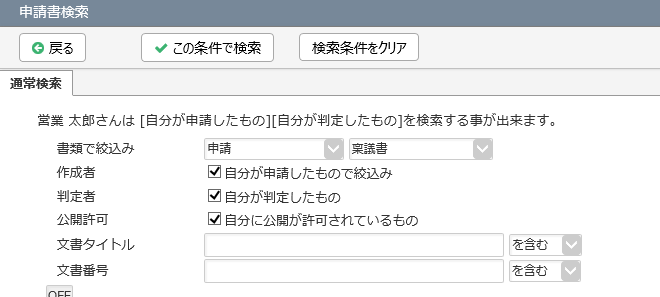 申請書検索
戻る この条件で検索 検索条件をクリア
通常検索
営業 太郎さんは [自分が申請したもの][自分が判定したもの]を検索する事が出来ます。
書類で絞込み 申請 稟議書
作成者 自分が申請したもので絞込み
判定者 自分が判定したもの
公開許可 自分に公開が許可されているもの
文書タイトル を含む
文書番号 を含む
OFF